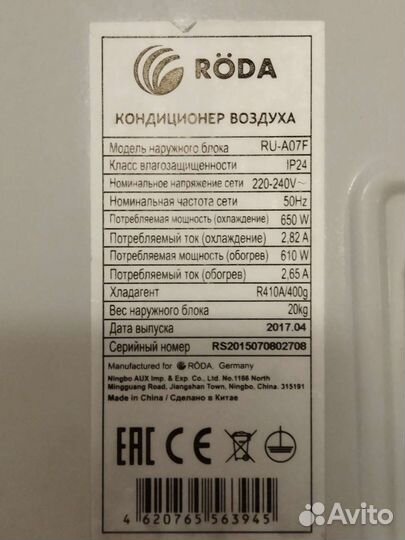 RÖDA
КОНДИЦИОНЕР ВОЗДУХА
Модель наружного блока RU-A07F
Класс влагозащищенности IP24
Номинальное напряжение сети 220-240V~
Номинальная частота сети 50Hz
Потребляемая мощность (охлаждение) 650 W
Потребляемый ток (охлаждение) 2,82 A
Потребляемая мощность (обогрев) 610 W
Потребляемый ток (обогрев) 2,65 A
Хладагент R410A/400g
Вес наружного блока 20kg
Дата выпуска 2017.04
Серийный номер RS2015070802708
Manufactured for RÖDA, Germany
Ningbo AUX Imp. & Exp. Co., Ltd. No.1166 North
Mingguang Road, Jiangshan Town, Ningbo, China. 315191
Made in China / Сделано в Китае
EAC CE
4 620765 563945
Avito